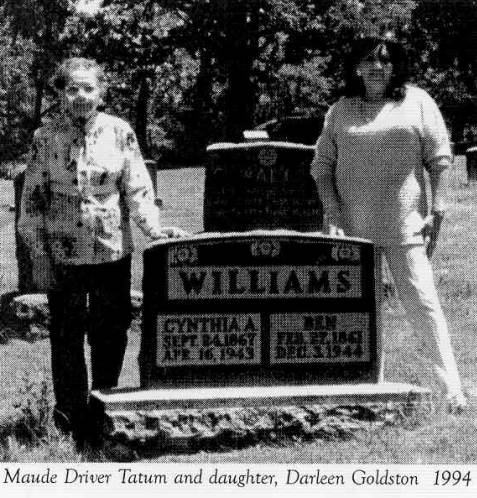 WILLIAMS
CYNTHIA A.
SEPT. 24, 1867
APR. 16, 1943
BEN
FEB. 27, 1861
DEC. 3, 1944
Maude Driver Tatum and daughter, Darleen Goldston 1994